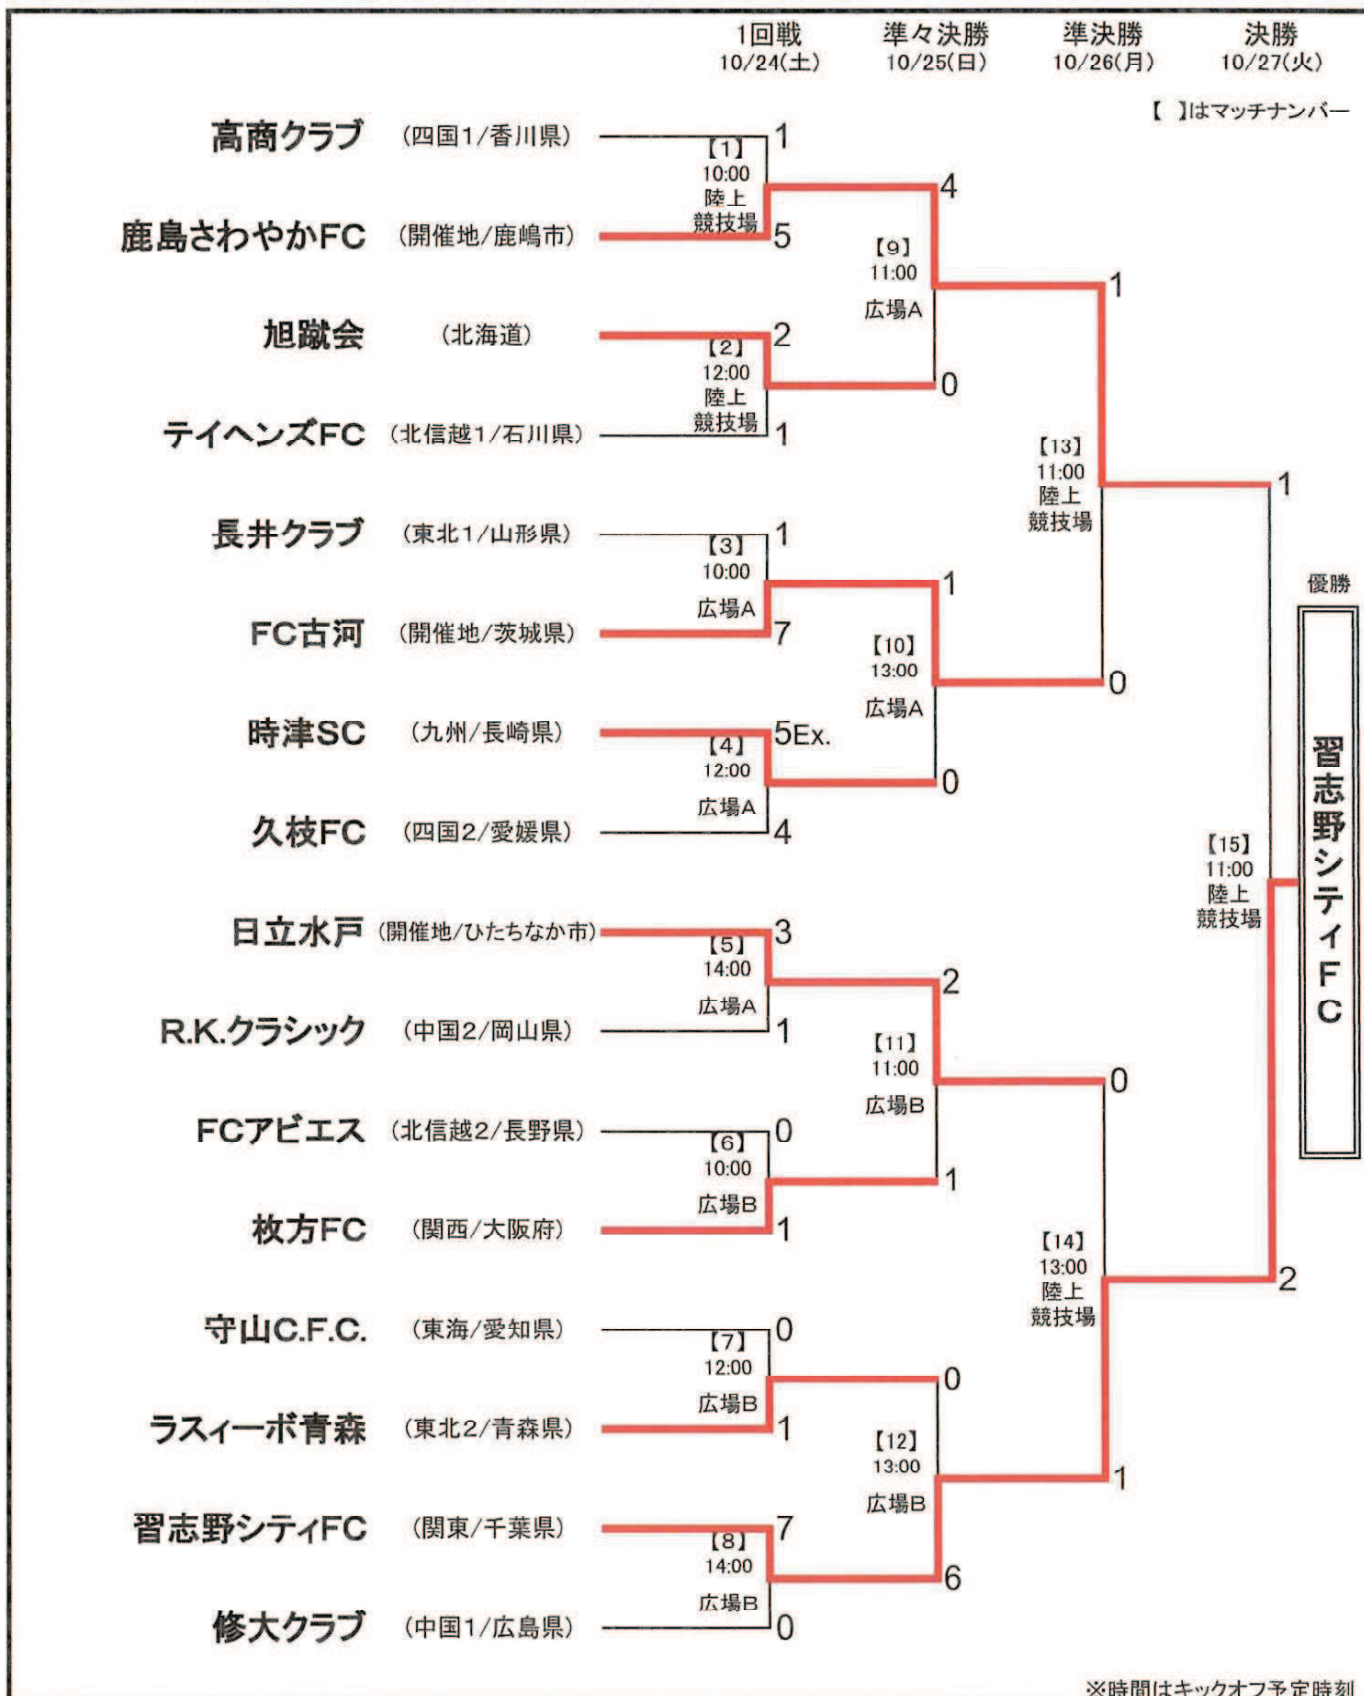 1回戦 準々決勝 準決勝 決勝
10/24(土) 10/25(日) 10/26(月) 10/27(火)
【 】はマッチナンバー
高商クラブ (四国1/香川県) 1
【1】
10:00
陸上
競技場
4
鹿島さわやかFC (開催地/鹿嶋市) 5
【9】
11:00
広場A
1
旭蹴会 (北海道) 2
【2】
12:00
陸上
競技場
0
テイヘンズFC (北信越1/石川県) 1
【13】
11:00
陸上
競技場
1
長井クラブ (東北1/山形県) 1
【3】
10:00
広場A
1
FC古河 (開催地/茨城県) 7
【10】
13:00
広場A
0
時津SC (九州/長崎県) 5Ex.
【4】
12:00
広場A
0
久枝FC (四国2/愛媛県) 4
【15】
11:00
陸上
競技場
優勝
習志野シティFC
日立水戸 (開催地/ひたちなか市) 3
【5】
14:00
広場A
2
R.K.クラシック (中国2/岡山県) 1
【11】
11:00
広場B
0
FCアビエス (北信越2/長野県) 0
【6】
10:00
広場B
1
枚方FC (関西/大阪府) 1
【14】
13:00
陸上
競技場
2
守山C.F.C. (東海/愛知県) 0
【7】
12:00
広場B
0
ラスィーボ青森 (東北2/青森県) 1
【12】
13:00
広場B
1
習志野シティFC (関東/千葉県) 7
【8】
14:00
広場B
6
修大クラブ (中国1/広島県) 0
※時間はキックオフ予定時刻